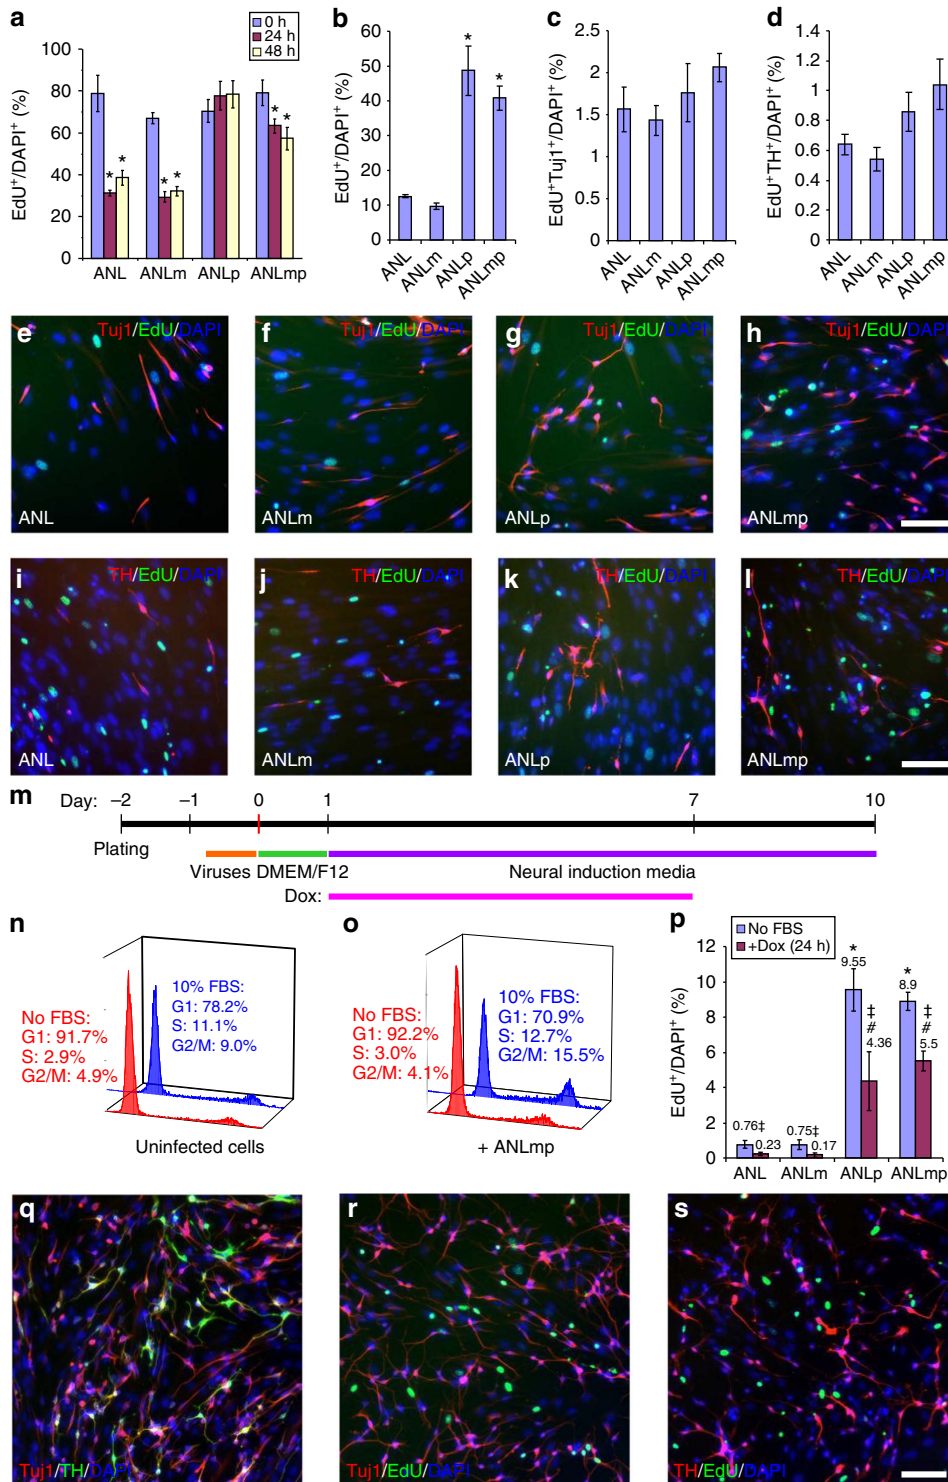 a
0 h
24 h
48 h
EdU⁺/DAPI⁺ (%)
100
80
60
40
20
0
* * * * * *
ANL ANLm ANLp ANLmp
b
EdU⁺/DAPI⁺ (%)
60
50
40
30
20
10
0
* *
ANL ANLm ANLp ANLmp
c
EdU⁺Tuj1⁺/DAPI⁺ (%)
2.5
2
1.5
1
0.5
0
ANL ANLm ANLp ANLmp
d
EdU⁺TH⁺/DAPI⁺ (%)
1.4
1.2
1
0.8
0.6
0.4
0.2
0
ANL ANLm ANLp ANLmp
e Tuj1/EdU/DAPI
ANL
f Tuj1/EdU/DAPI
ANLm
g Tuj1/EdU/DAPI
ANLp
h Tuj1/EdU/DAPI
ANLmp
i TH/EdU/DAPI
ANL
j TH/EdU/DAPI
ANLm
k TH/EdU/DAPI
ANLp
l TH/EdU/DAPI
ANLmp
m
Day: –2 –1 0 1 7 10
Plating
Viruses DMEM/F12 Neural induction media
Dox:
n
No FBS:
G1: 91.7%
S: 2.9%
G2/M: 4.9%
10% FBS:
G1: 78.2%
S: 11.1%
G2/M: 9.0%
Uninfected cells
o
No FBS:
G1: 92.2%
S: 3.0%
G2/M: 4.1%
10% FBS:
G1: 70.9%
S: 12.7%
G2/M: 15.5%
+ ANLmp
p
No FBS
+Dox (24 h)
EdU⁺/DAPI⁺ (%)
12
10
8
6
4
2
0
0.76‡ 0.23
0.75‡ 0.17
*
9.55
‡
#
4.36
*
8.9
‡
#
5.5
ANL ANLm ANLp ANLmp
q
Tuj1/TH/DAPI
r
Tuj1/EdU/DAPI
s
TH/EdU/DAPI